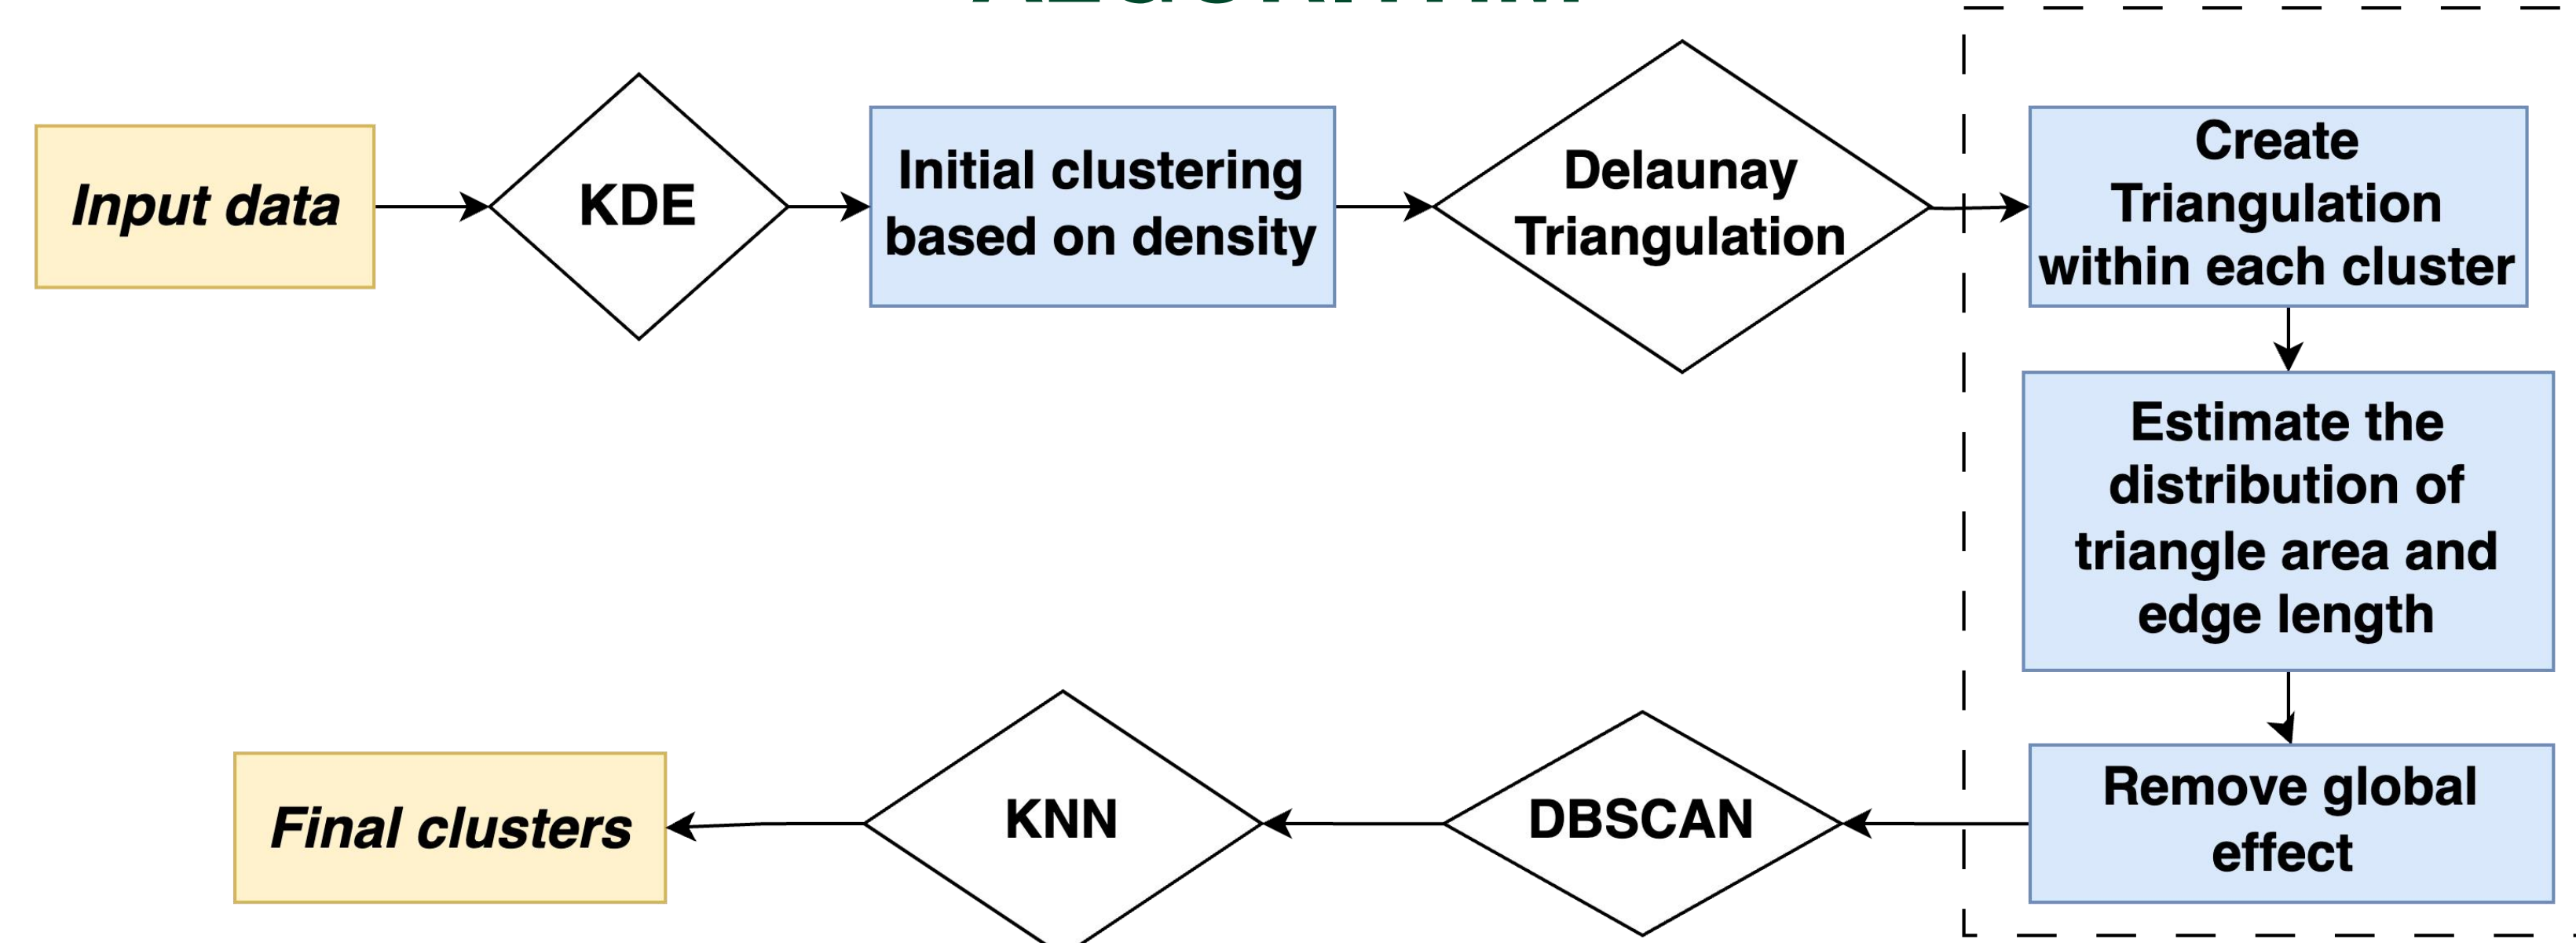 Input data
KDE
Initial clustering
based on density
Delaunay
Triangulation
Create
Triangulation
within each cluster
Estimate the
distribution of
triangle area and
edge length
Remove global
effect
DBSCAN
KNN
Final clusters